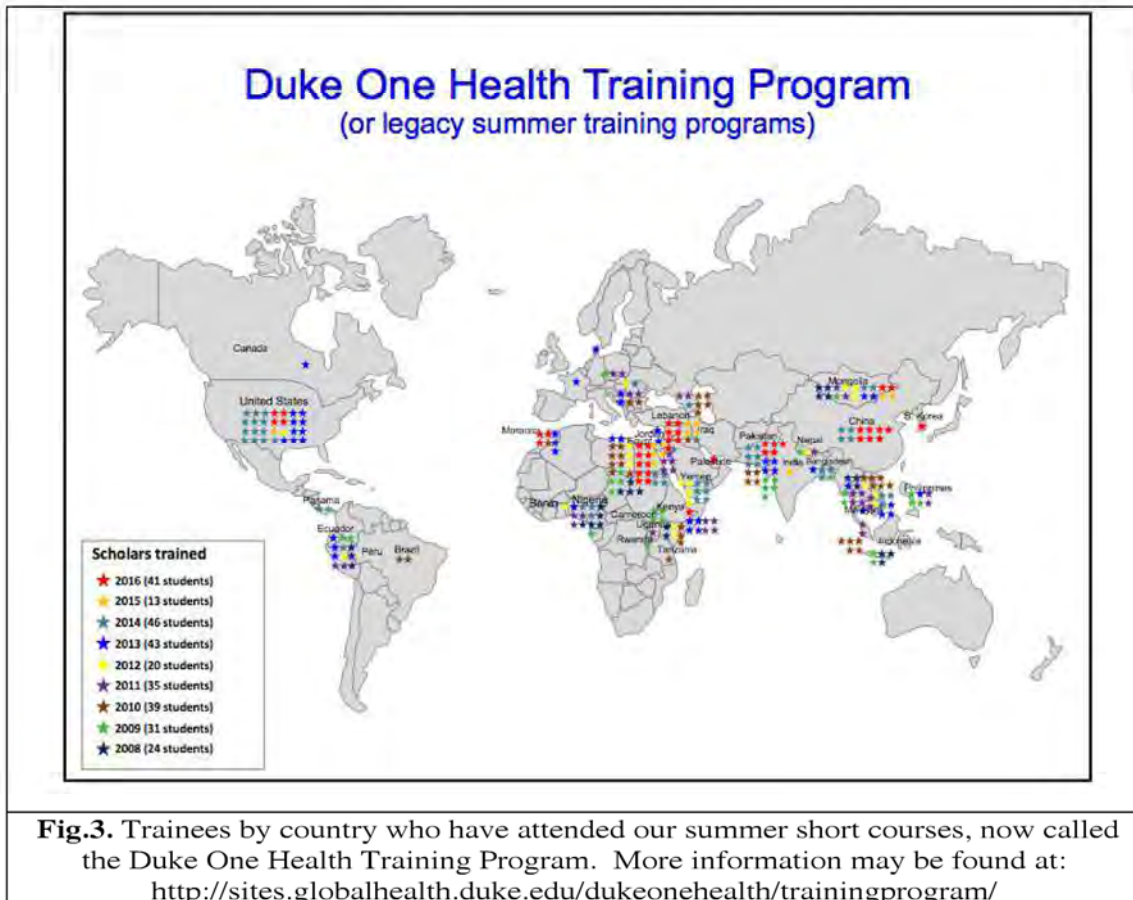 Duke One Health Training Program
(or legacy summer training programs)
Canada
United States
Mongolia
S. Korea
China
Lebanon
Iraq
Jordan
Morocco
Egypt
Pakistan
Nepal
Palestine
India
Bangladesh
Yemen
Panama
Benin
Nigeria
Philippines
Cameroon
Kenya
Uganda
Ecuador
Peru
Brazil
Rwanda
Tanzania
Indonesia
Scholars trained
2016 (41 students)
2015 (13 students)
2014 (46 students)
2013 (43 students)
2012 (20 students)
2011 (35 students)
2010 (39 students)
2009 (31 students)
2008 (24 students)
Fig.3. Trainees by country who have attended our summer short courses, now called
the Duke One Health Training Program. More information may be found at:
http://sites.globalhealth.duke.edu/dukeonehealth/trainingprogram/